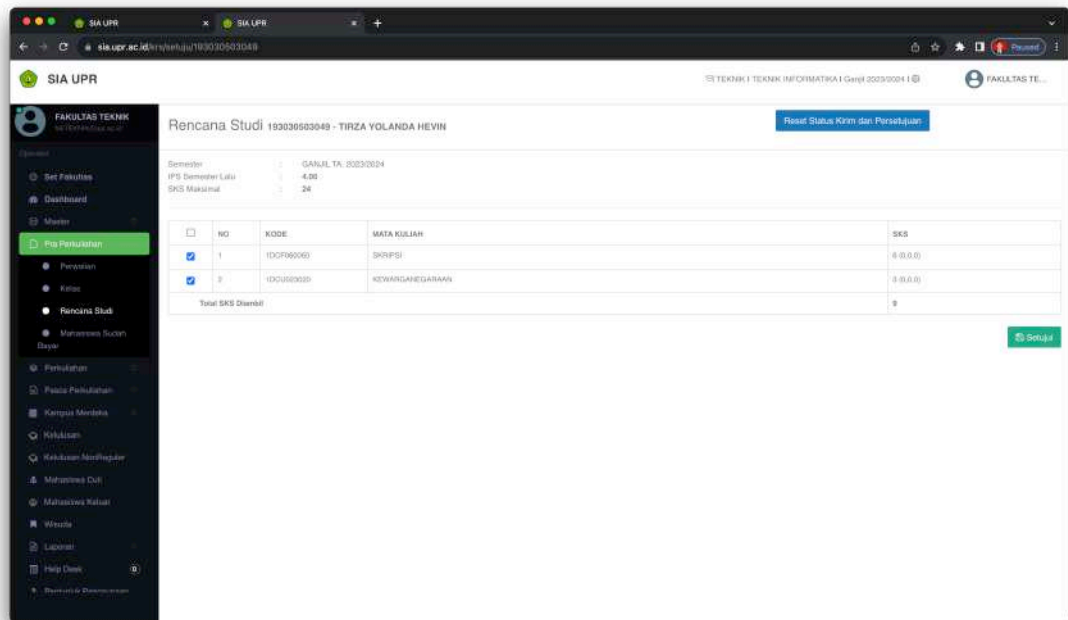 SIA UPR
SIA UPR
sia.upr.ac.id/krs/setuju/193030503049
Paused
SIA UPR
TEKNIK I TEKNIK INFORMATIKA I Ganjil 2023/2024 I
FAKULTAS TE...
FAKULTAS TEKNIK
Operator
Set Fakultas
Dashboard
Master
Pra Perkuliahan
Perwalian
Kelas
Rencana Studi
Mahasiswa Sudah
Bayar
Perkuliahan
Pasca Perkuliahan
Kampus Merdeka
Kelulusan
Kelulusan NonReguler
Mahasiswa Cuti
Mahasiswa Keluar
Wisuda
Laporan
Help Desk 0
Rencana Studi 193030503049 - TIRZA YOLANDA HEVIN
Reset Status Kirim dan Persetujuan
Semester : GANJIL TA. 2023/2024
IPS Semester Lalu : 4.00
SKS Maksimal : 24
NO KODE MATA KULIAH SKS
1 SKRIPSI
2 KEWARGANEGARAAN
Total SKS Diambil
Setujui